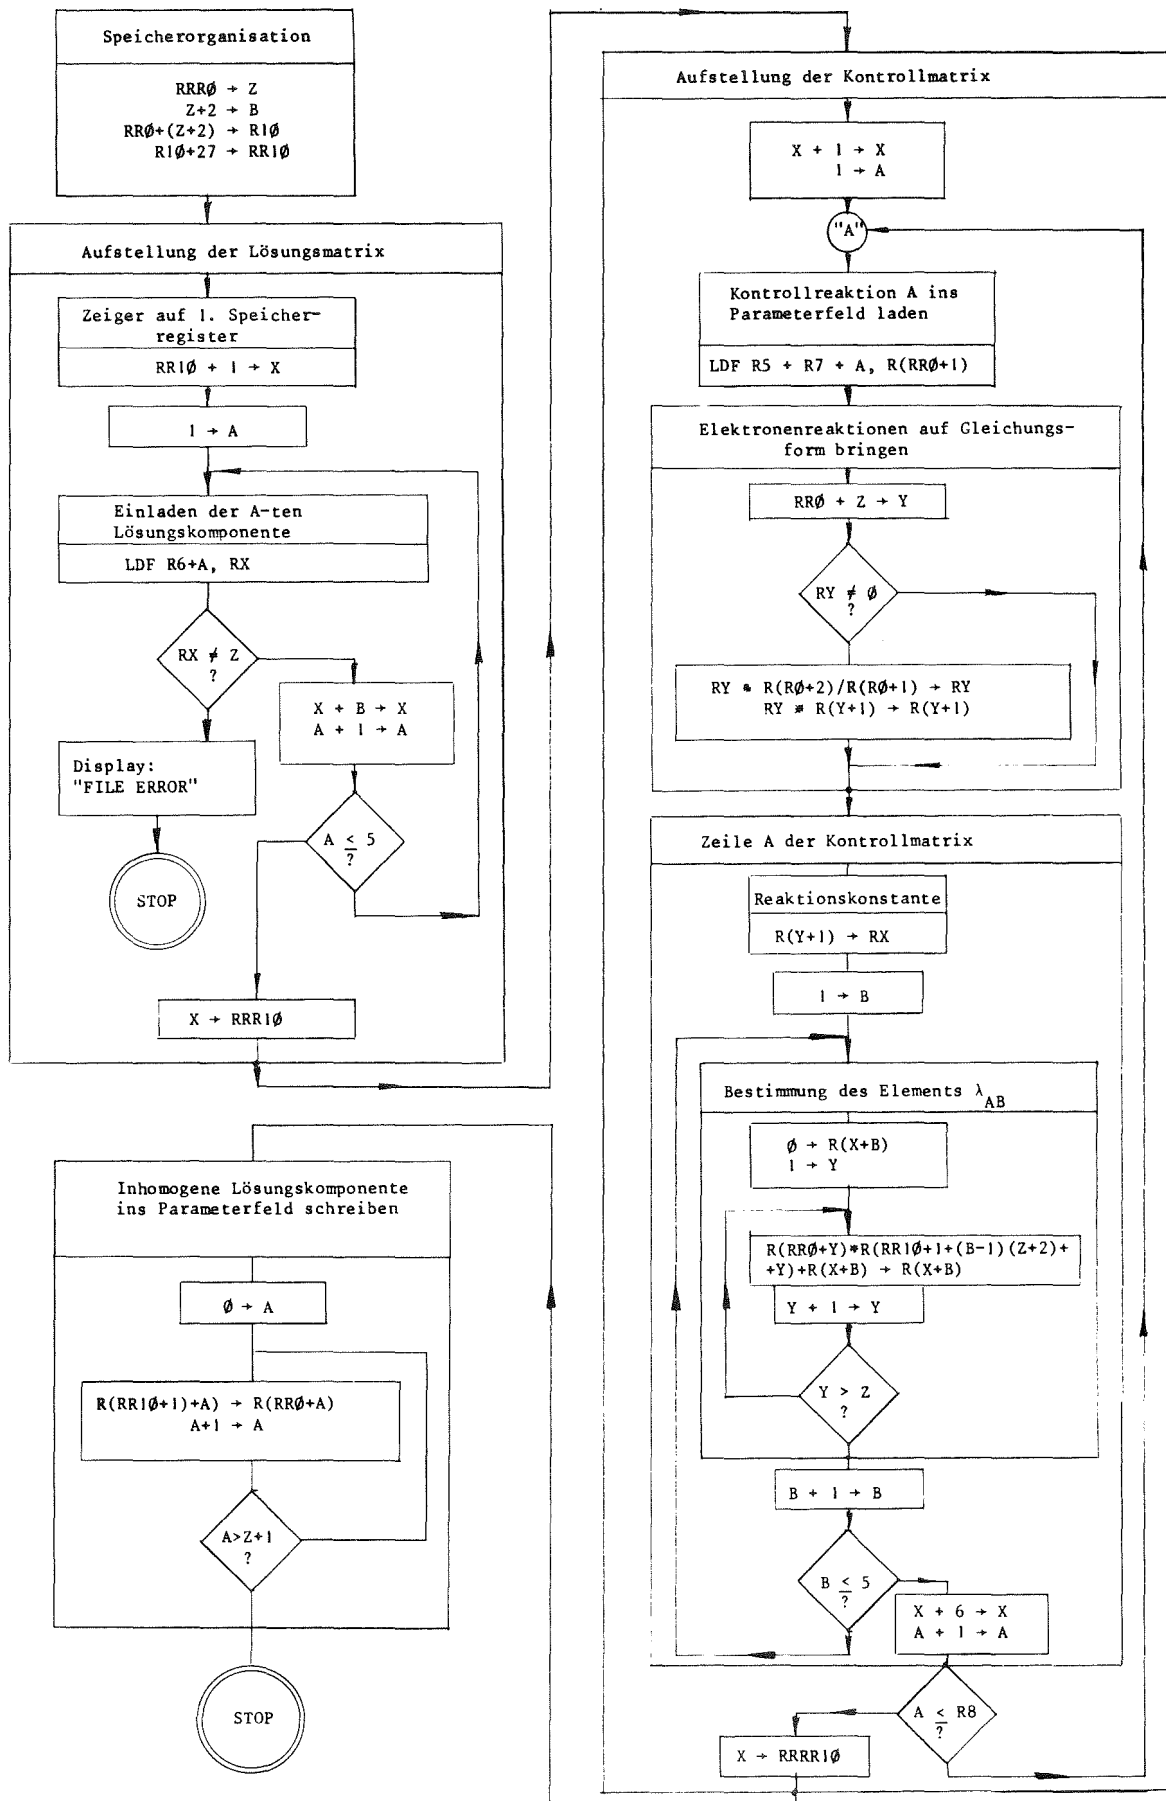 Speicherorganisation
RRRØ → Z
Z+2 → B
RRØ+(Z+2) → R1Ø
R1Ø+27 → RR1Ø
Aufstellung der Lösungsmatrix
Zeiger auf 1. Speicher-
register
RR1Ø + 1 → X
1 → A
Einladen der A-ten
Lösungskomponente
LDF R6+A, RX
RX ≠ Z
?
X + B → X
A + 1 → A
Display:
"FILE ERROR"
STOP
A ≤ 5
?
X → RRR1Ø
Inhomogene Lösungskomponente
ins Parameterfeld schreiben
Ø → A
R(RR1Ø+1)+A) → R(RRØ+A)
A+1 → A
A>Z+1
?
STOP
Aufstellung der Kontrollmatrix
X + 1 → X
1 → A
"A"
Kontrollreaktion A ins
Parameterfeld laden
LDF R5 + R7 + A, R(RRØ+1)
Elektronenreaktionen auf Gleichungs-
form bringen
RRØ + Z → Y
RY ≠ Ø
?
RY * R(RØ+2)/R(RØ+1) → RY
RY * R(Y+1) → R(Y+1)
Zeile A der Kontrollmatrix
Reaktionskonstante
R(Y+1) → RX
1 → B
Bestimmung des Elements λAB
Ø → R(X+B)
1 → Y
R(RRØ+Y)*R(RR1Ø+1+(B-1)(Z+2)+
+Y)+R(X+B) → R(X+B)
Y + 1 → Y
Y > Z
?
B + 1 → B
B ≤ 5
?
X + 6 → X
A + 1 → A
A ≤ R8
?
X → RRRR1Ø